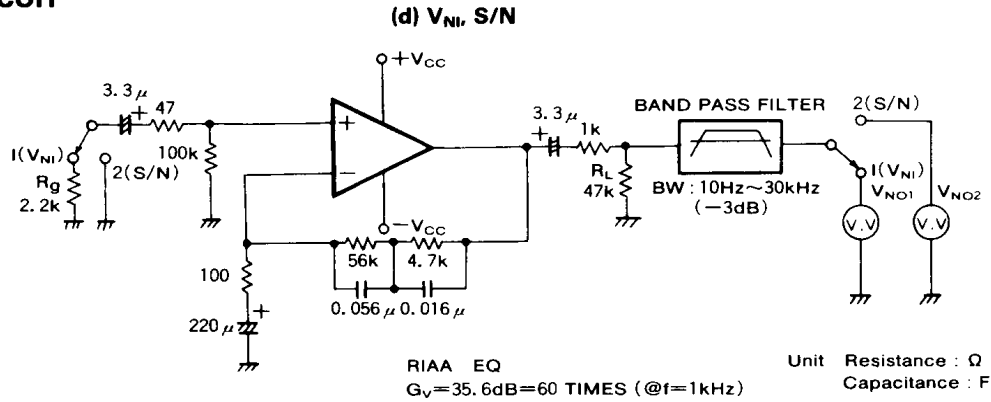 (d) V_NI, S/N
+V_CC
3.3μ
+
47
I(V_NI)
2(S/N)
R_g
2.2k
100k
+
−
−V_CC
56k
4.7k
0.056μ
0.016μ
100
220μ
+
3.3μ
+
1k
R_L
47k
BAND PASS FILTER
BW : 10Hz~30kHz
(−3dB)
2(S/N)
I(V_NI)
V_NO1
V_NO2
V.V
V.V
RIAA EQ
G_V=35.6dB=60 TIMES (@f=1kHz)
Unit Resistance : Ω
Capacitance : F